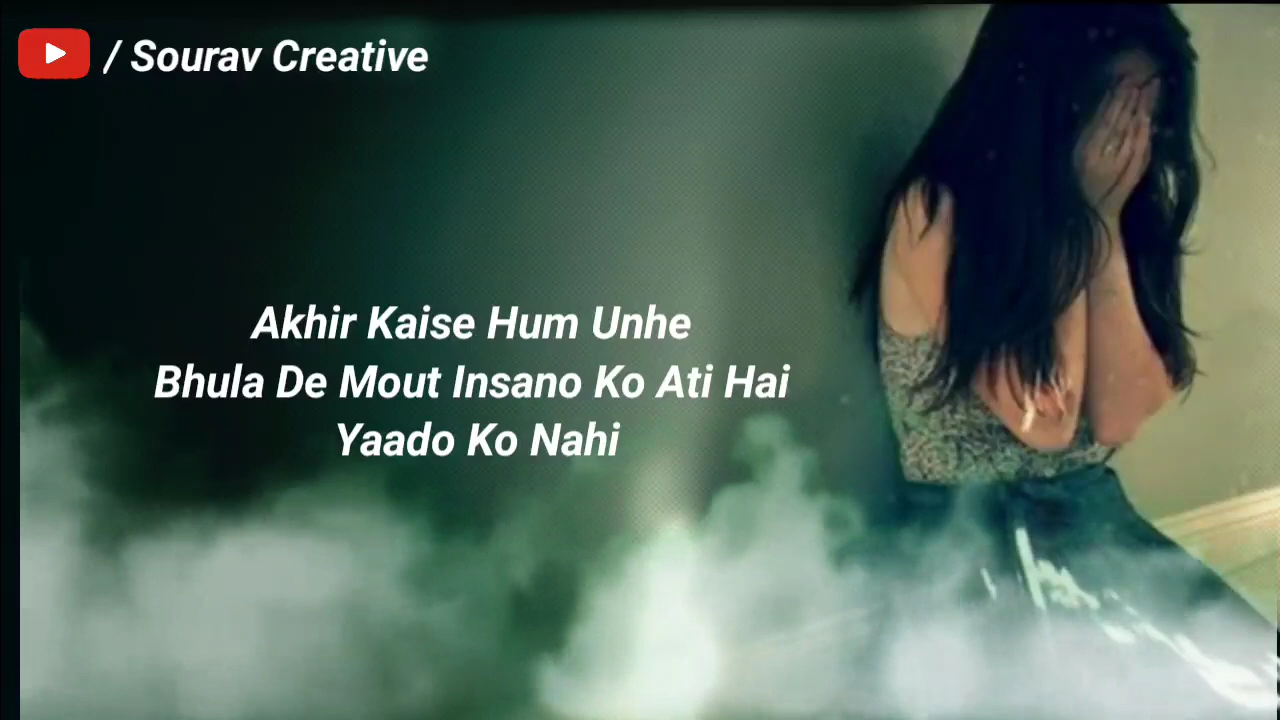 / Sourav Creative
Akhir Kaise Hum Unhe
Bhula De Mout Insano Ko Ati Hai
Yaado Ko Nahi